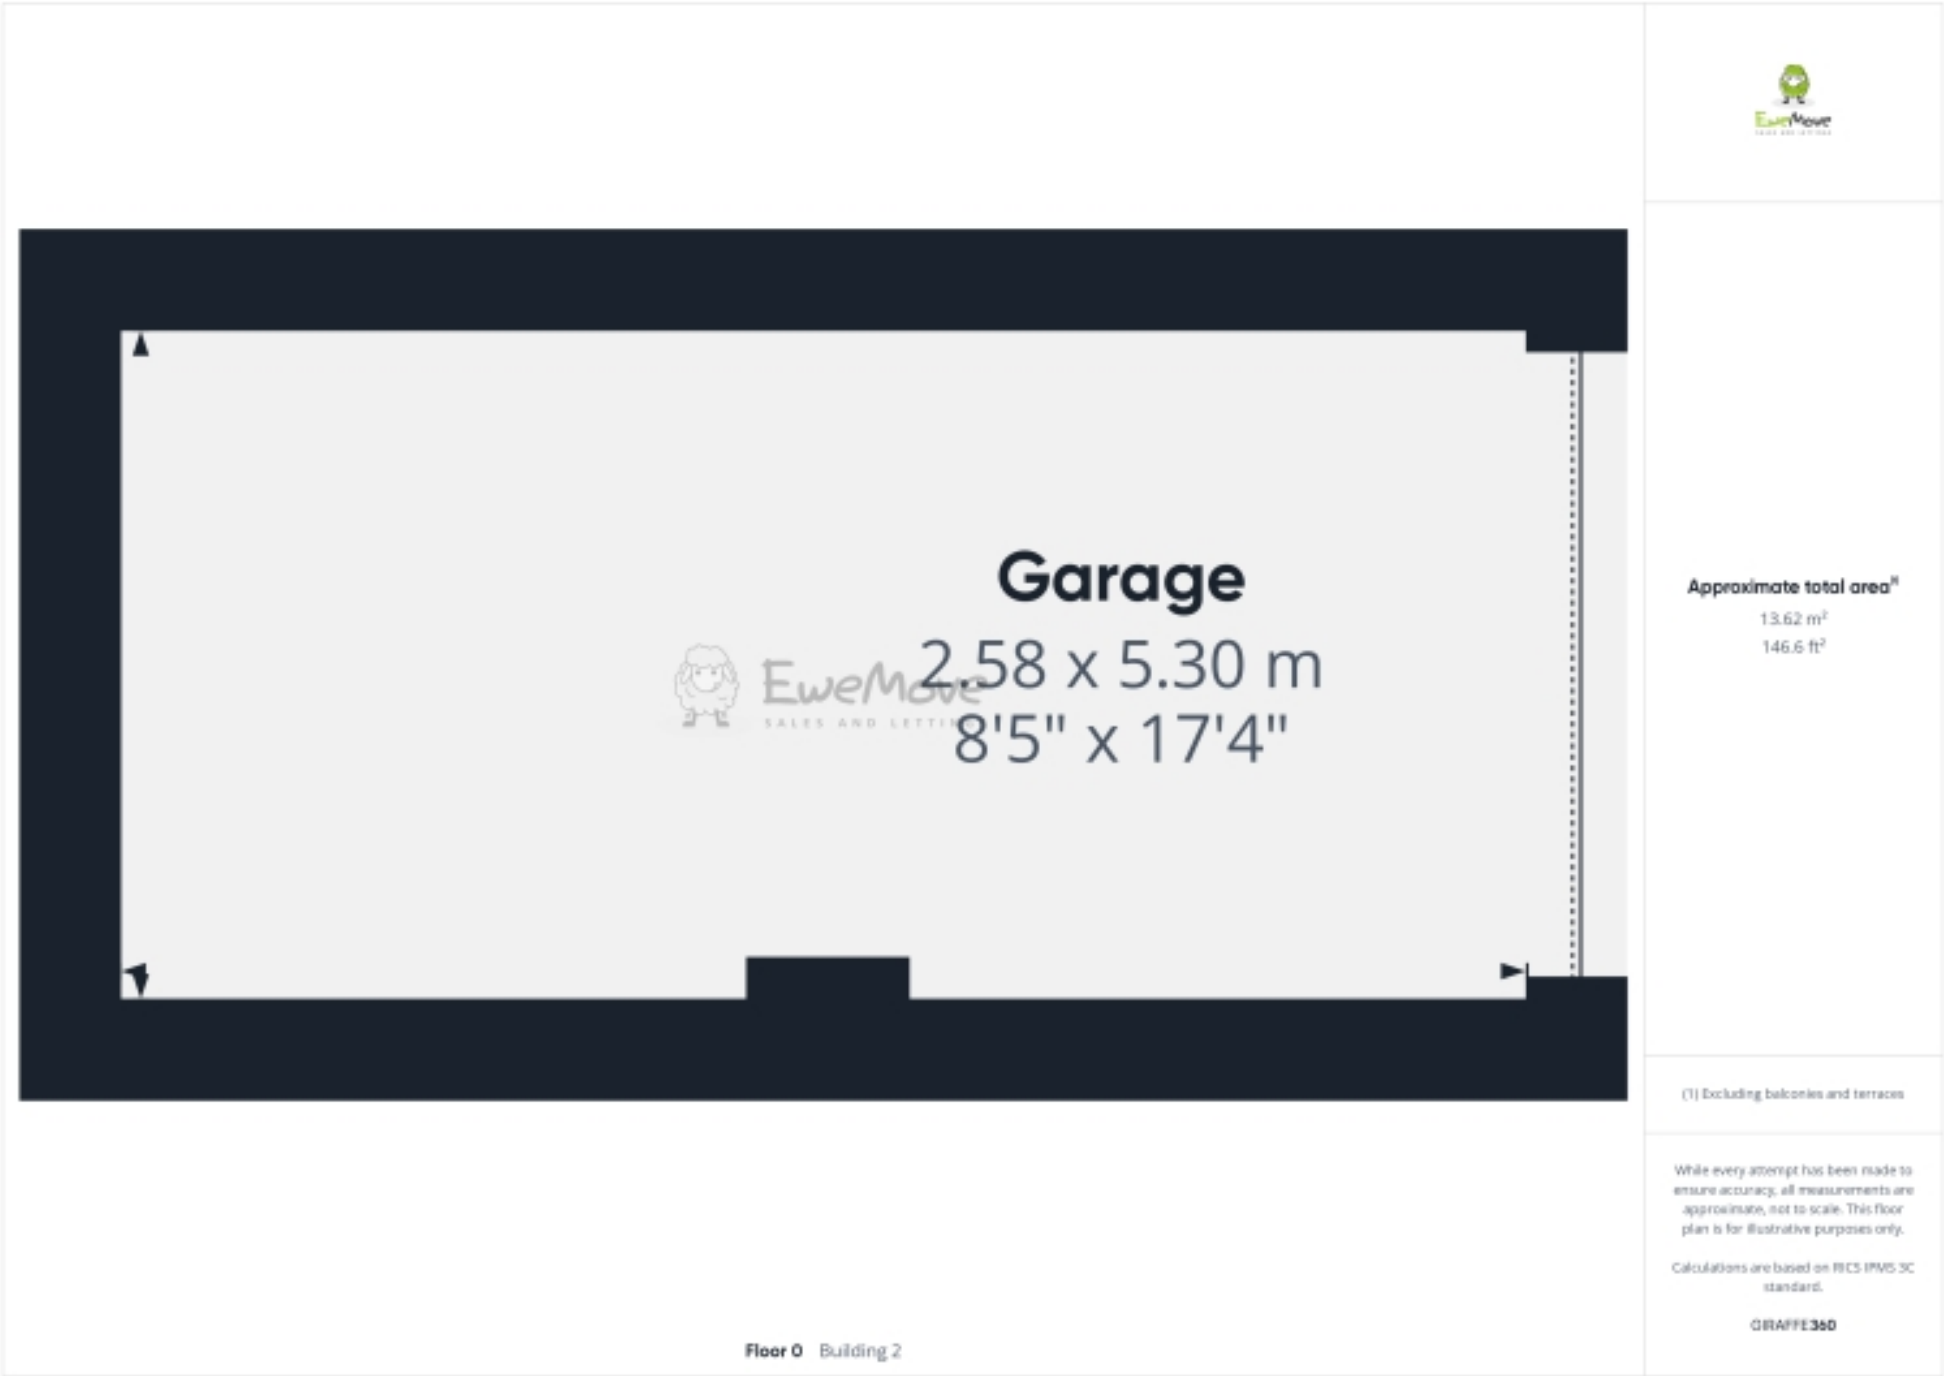 EweMove
SALES AND LETTINGS
Garage
2.58 x 5.30 m
8'5" x 17'4"
EweMove
SALES AND LETTIN
Approximate total area⁽¹⁾
13.62 m²
146.6 ft²
(1) Excluding balconies and terraces
While every attempt has been made to
ensure accuracy, all measurements are
approximate, not to scale. This floor
plan is for illustrative purposes only.
Calculations are based on RICS IPMS 3C
standard.
GIRAFFE360
Floor 0 Building 2